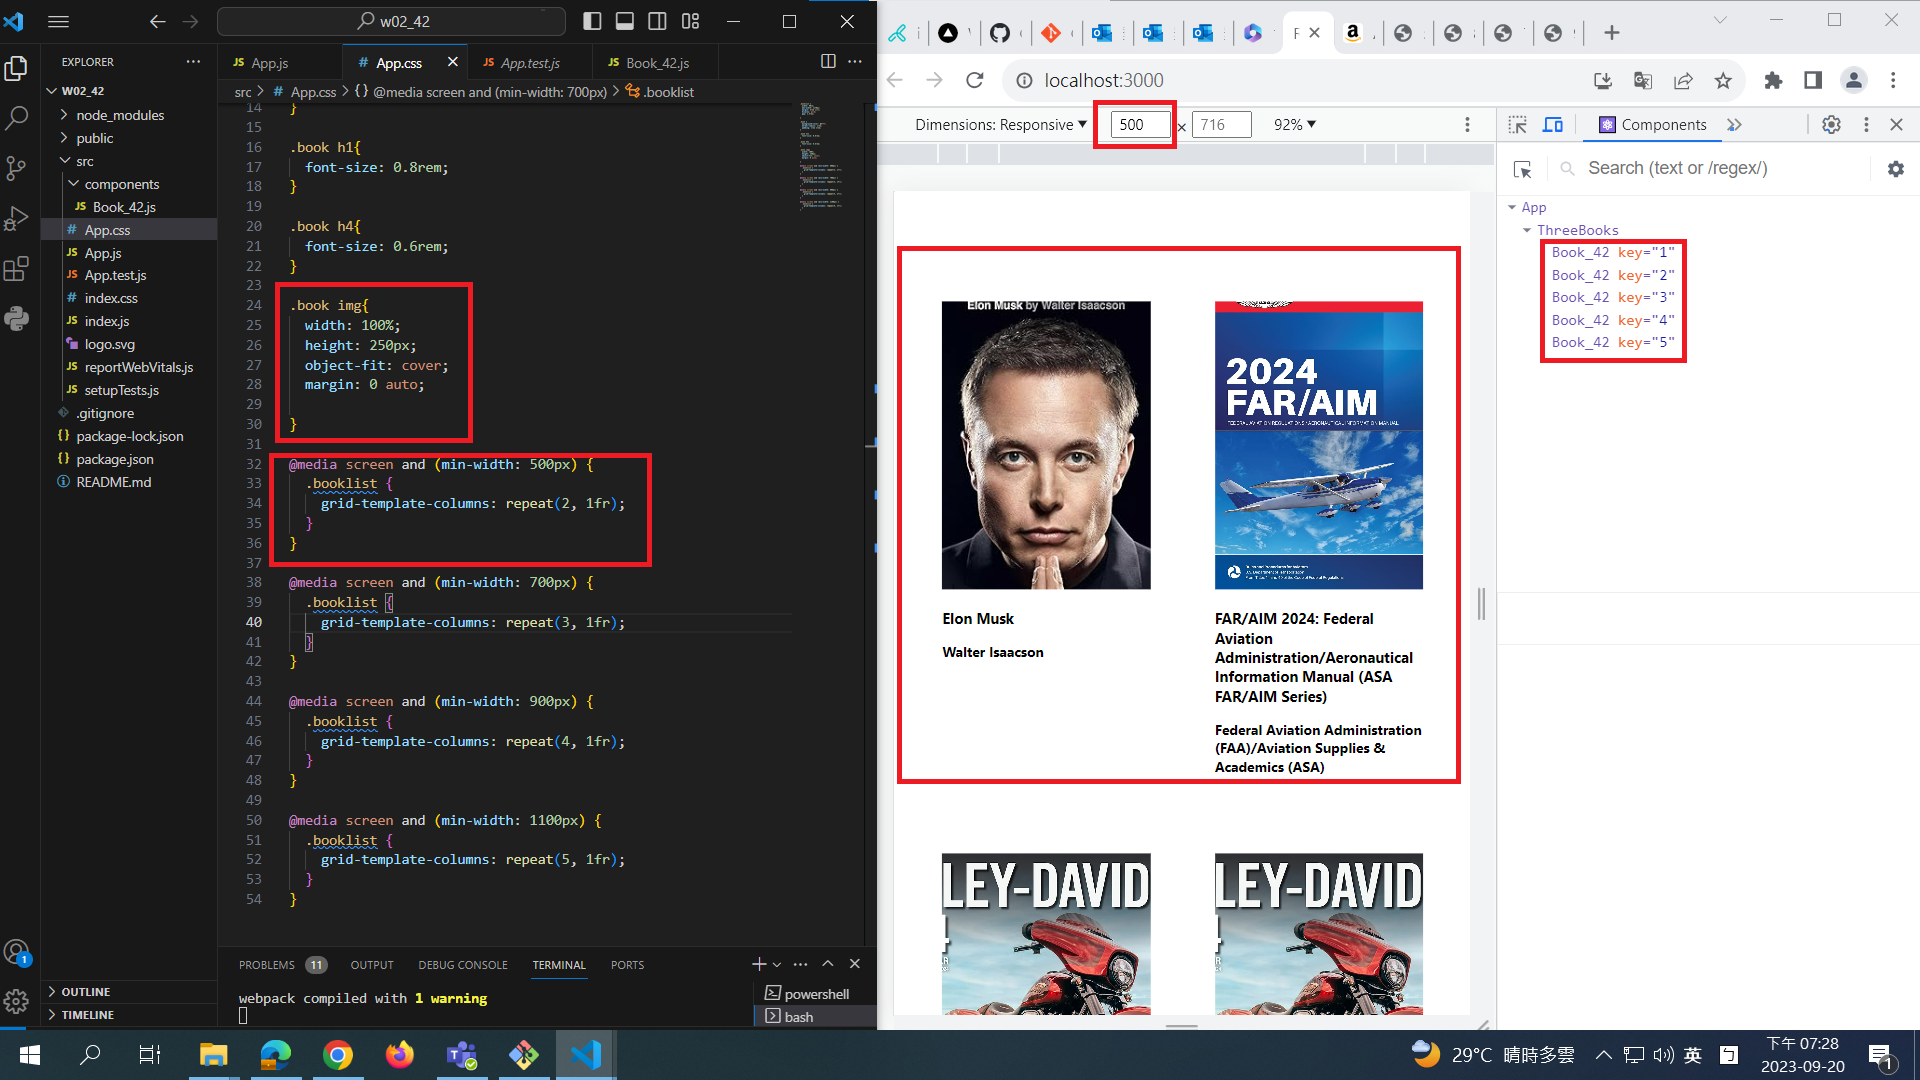 w02_42
EXPLORER
W02_42
node_modules
public
src
components
JS Book_42.js
# App.css
JS App.js
JS App.test.js
# index.css
JS index.js
logo.svg
JS reportWebVitals.js
JS setupTests.js
.gitignore
{} package-lock.json
{} package.json
README.md
OUTLINE
TIMELINE
JS App.js
# App.css
JS App.test.js
JS Book_42.js
src > # App.css > {} @media screen and (min-width: 700px) > .booklist
14 }
15
16 .book h1{
17 font-size: 0.8rem;
18 }
19
20 .book h4{
21 font-size: 0.6rem;
22 }
23
24 .book img{
25 width: 100%;
26 height: 250px;
27 object-fit: cover;
28 margin: 0 auto;
29
30 }
31
32 @media screen and (min-width: 500px) {
33 .booklist {
34 grid-template-columns: repeat(2, 1fr);
35 }
36 }
37
38 @media screen and (min-width: 700px) {
39 .booklist {
40 grid-template-columns: repeat(3, 1fr);
41 }
42 }
43
44 @media screen and (min-width: 900px) {
45 .booklist {
46 grid-template-columns: repeat(4, 1fr);
47 }
48 }
49
50 @media screen and (min-width: 1100px) {
51 .booklist {
52 grid-template-columns: repeat(5, 1fr);
53 }
54 }
PROBLEMS 11 OUTPUT DEBUG CONSOLE TERMINAL PORTS
webpack compiled with 1 warning
powershell
bash
1
localhost:3000
Dimensions: Responsive 500 × 716 92%
Components
Search (text or /regex/)
App
ThreeBooks
Book_42 key="1"
Book_42 key="2"
Book_42 key="3"
Book_42 key="4"
Book_42 key="5"
Elon Musk by Walter Isaacson
2024
FAR/AIM
FEDERAL AVIATION REGULATIONS / AERONAUTICAL INFORMATION MANUAL
Elon Musk
Walter Isaacson
FAR/AIM 2024: Federal
Aviation
Administration/Aeronautical
Information Manual (ASA
FAR/AIM Series)
Federal Aviation Administration
(FAA)/Aviation Supplies &
Academics (ASA)
LEY-DAVID
LEY-DAVID
29°C 晴時多雲
英
下午 07:28
2023-09-20
1